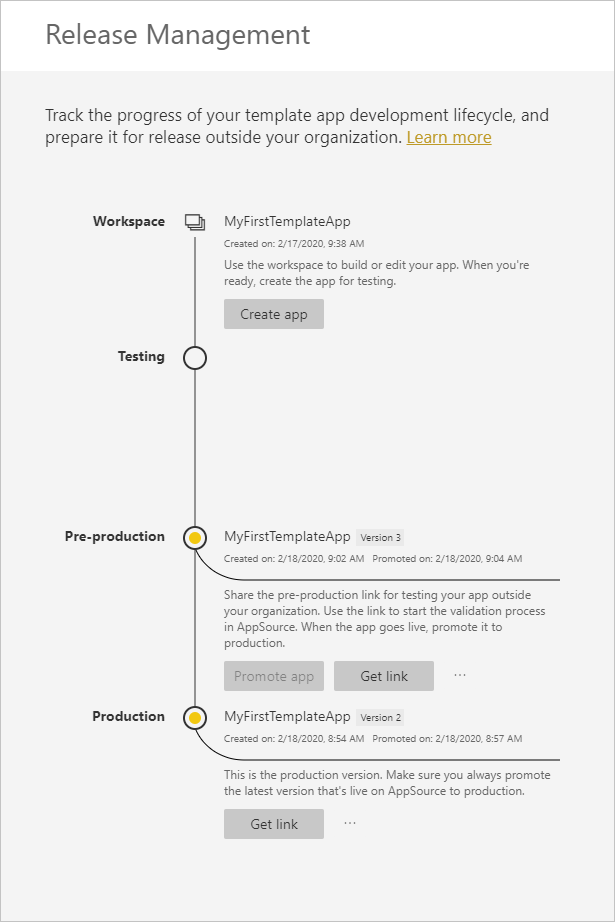 Release Management
Track the progress of your template app development lifecycle, and
prepare it for release outside your organization. Learn more
Workspace
MyFirstTemplateApp
Created on: 2/17/2020, 9:38 AM
Use the workspace to build or edit your app. When you're
ready, create the app for testing.
Create app
Testing
Pre-production
MyFirstTemplateApp Version 3
Created on: 2/18/2020, 9:02 AM Promoted on: 2/18/2020, 9:04 AM
Share the pre-production link for testing your app outside
your organization. Use the link to start the validation process
in AppSource. When the app goes live, promote it to
production.
Promote app Get link ...
Production
MyFirstTemplateApp Version 2
Created on: 2/18/2020, 8:54 AM Promoted on: 2/18/2020, 8:57 AM
This is the production version. Make sure you always promote
the latest version that's live on AppSource to production.
Get link ...